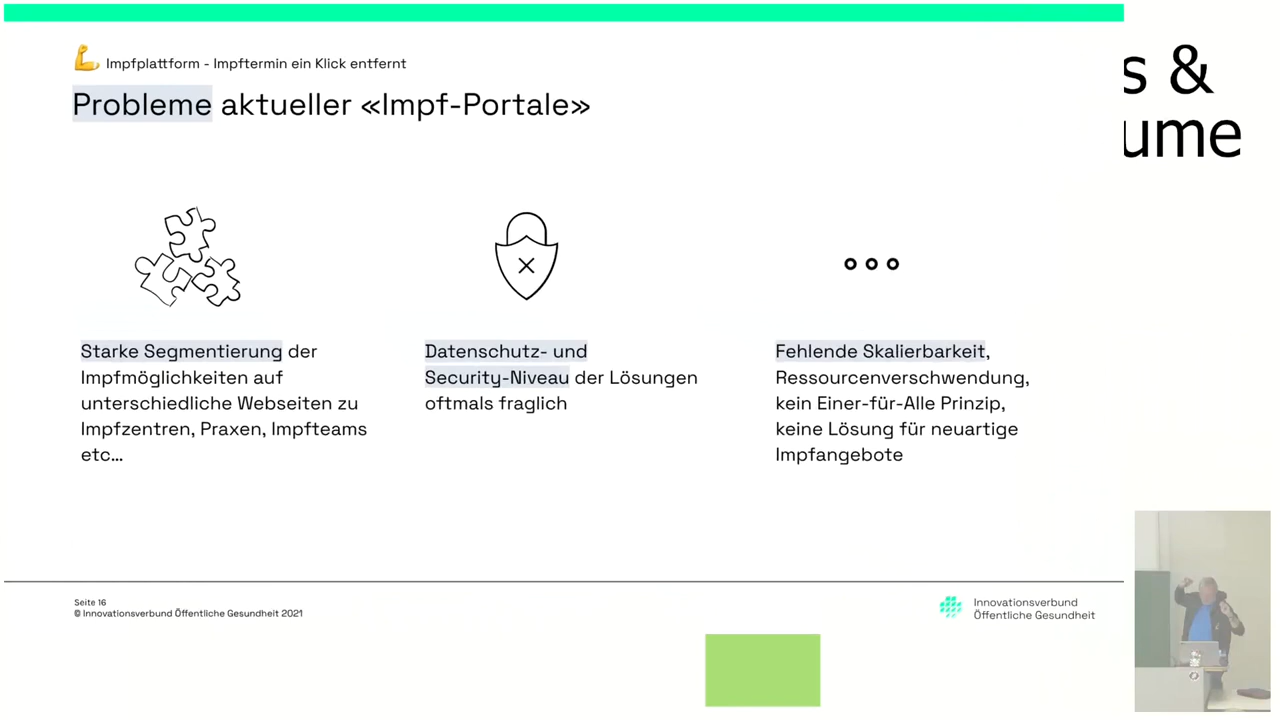 Impfplattform - Impftermin ein Klick entfernt
Probleme aktueller «Impf-Portale»
s &
ume
Starke Segmentierung der
Impfmöglichkeiten auf
unterschiedliche Webseiten zu
Impfzentren, Praxen, Impfteams
etc...
Datenschutz- und
Security-Niveau der Lösungen
oftmals fraglich
Fehlende Skalierbarkeit,
Ressourcenverschwendung,
kein Einer-für-Alle Prinzip,
keine Lösung für neuartige
Impfangebote
Seite 16
© Innovationsverbund Öffentliche Gesundheit 2021
Innovationsverbund
Öffentliche Gesundheit